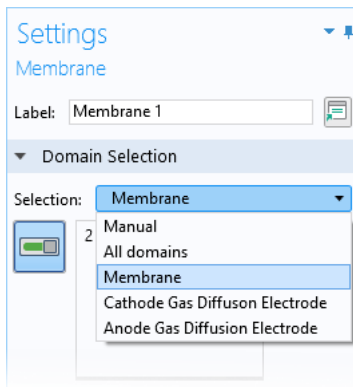 Settings
Membrane
Label: Membrane 1
Domain Selection
Selection: Membrane
2
Manual
All domains
Membrane
Cathode Gas Diffuson Electrode
Anode Gas Diffusion Electrode